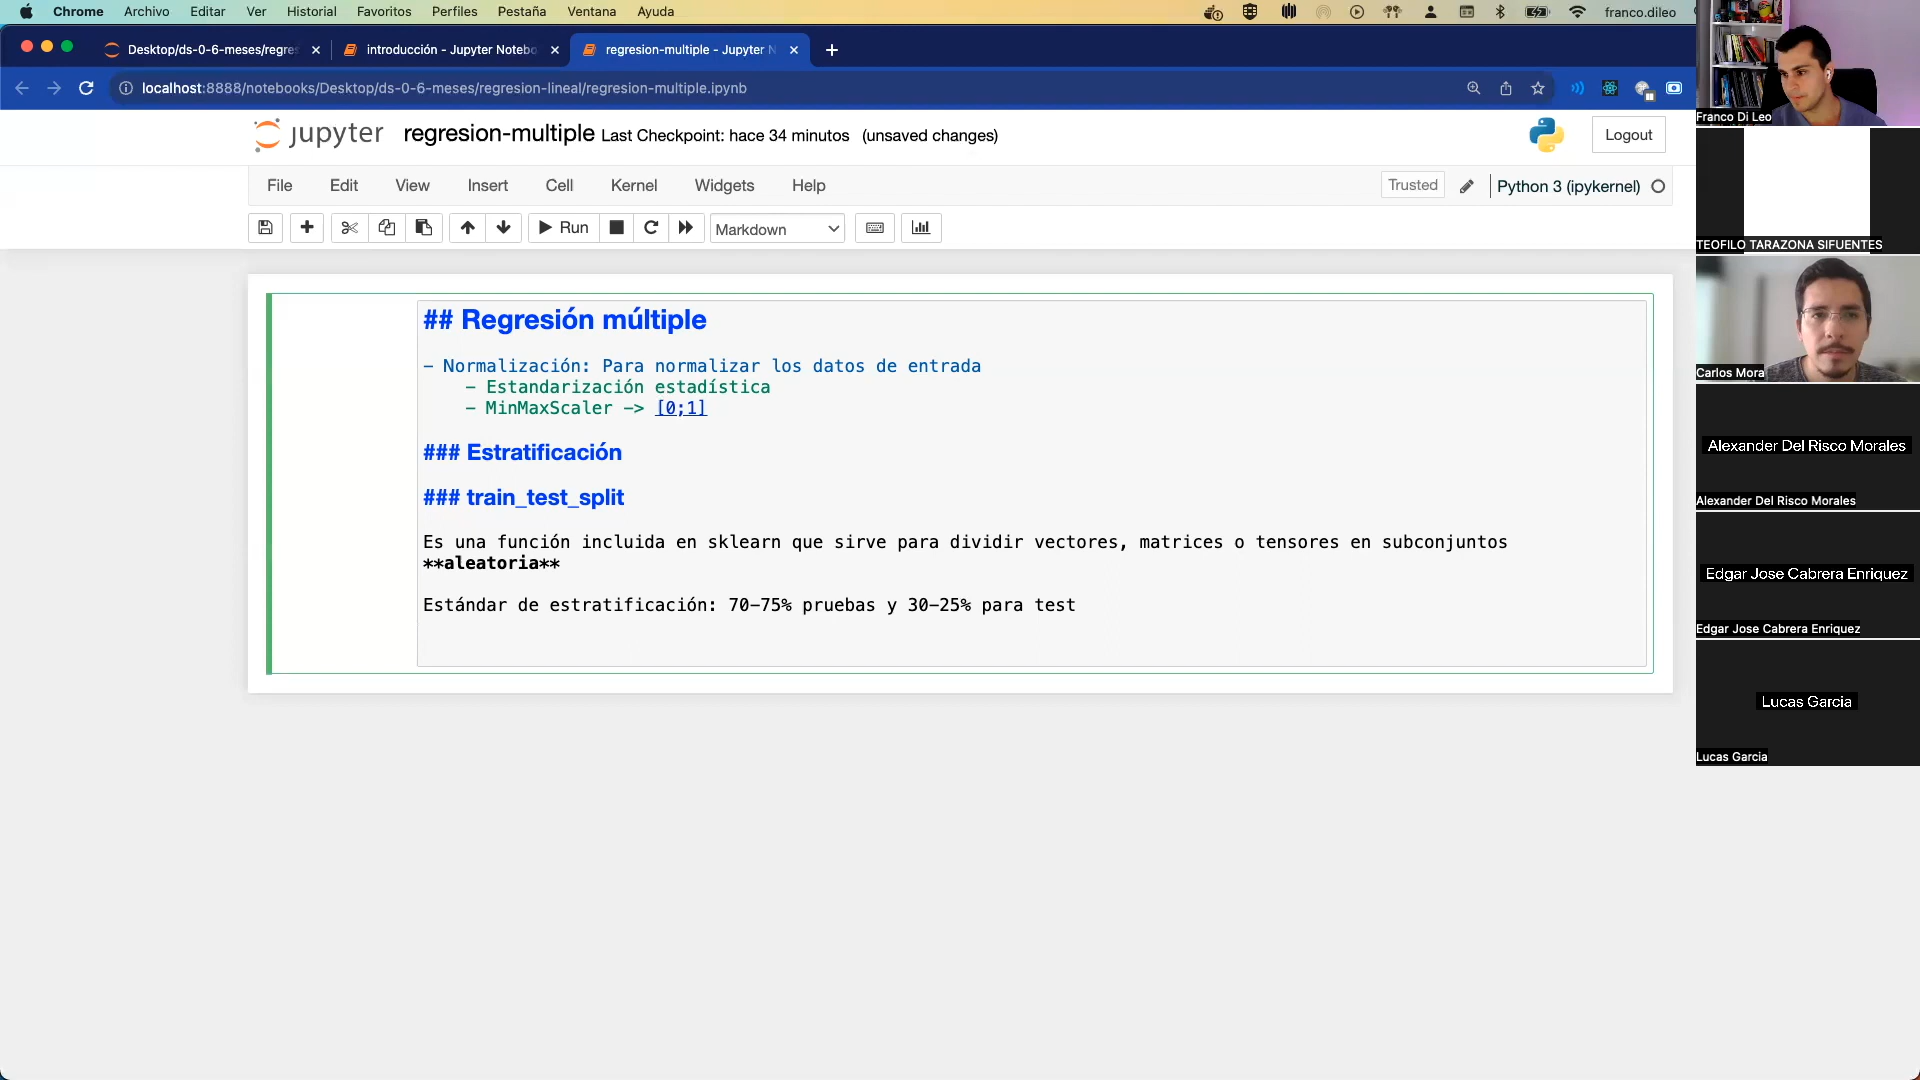 Chrome Archivo Editar Ver Historial Favoritos Perfiles Pestaña Ventana Ayuda franco.dileo
Desktop/ds-0-6-meses/regres
introducción - Jupyter Notebo
regresion-multiple - Jupyter N
localhost:8888/notebooks/Desktop/ds-0-6-meses/regresion-lineal/regresion-multiple.ipynb
jupyter regresion-multiple Last Checkpoint: hace 34 minutos (unsaved changes)
Logout
File Edit View Insert Cell Kernel Widgets Help
Trusted
Python 3 (ipykernel)
Run
Markdown
## Regresión múltiple
- Normalización: Para normalizar los datos de entrada
- Estandarización estadística
- MinMaxScaler -> [0;1]
### Estratificación
### train_test_split
Es una función incluida en sklearn que sirve para dividir vectores, matrices o tensores en subconjuntos
**aleatoria**
Estándar de estratificación: 70-75% pruebas y 30-25% para test
Franco Di Leo
TEOFILO TARAZONA SIFUENTES
Carlos Mora
Alexander Del Risco Morales
Alexander Del Risco Morales
Edgar Jose Cabrera Enriquez
Edgar Jose Cabrera Enriquez
Lucas Garcia
Lucas Garcia